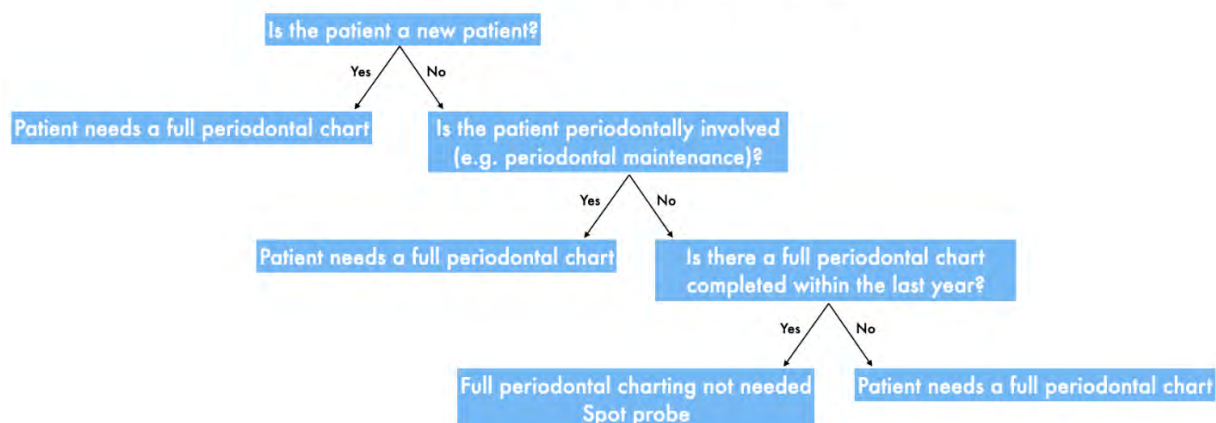 Is the patient a new patient?
Yes
No
Patient needs a full periodontal chart
Is the patient periodontally involved
(e.g. periodontal maintenance)?
Yes
No
Patient needs a full periodontal chart
Is there a full periodontal chart
completed within the last year?
Yes
No
Full periodontal charting not needed
Spot probe
Patient needs a full periodontal chart